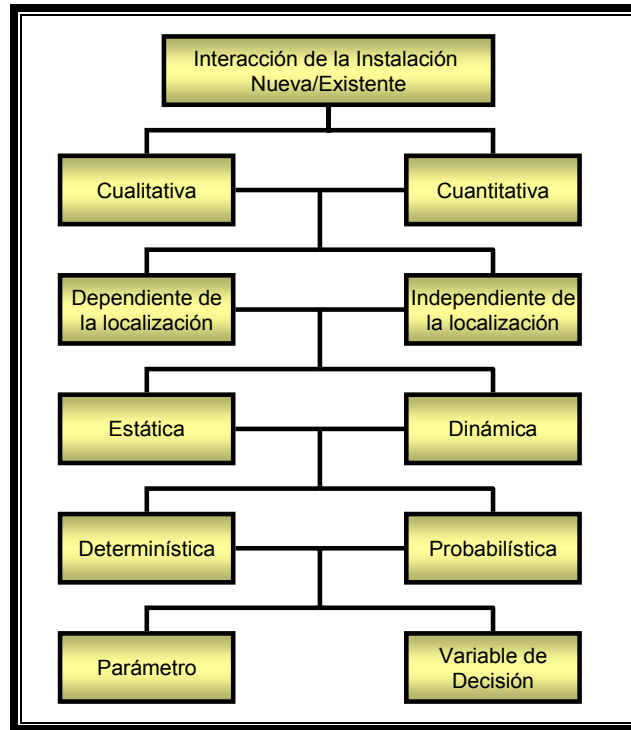 Interacción de la Instalación
Nueva/Existente
Cualitativa
Cuantitativa
Dependiente de
la localización
Independiente de
la localización
Estática
Dinámica
Determinística
Probabilística
Parámetro
Variable de
Decisión